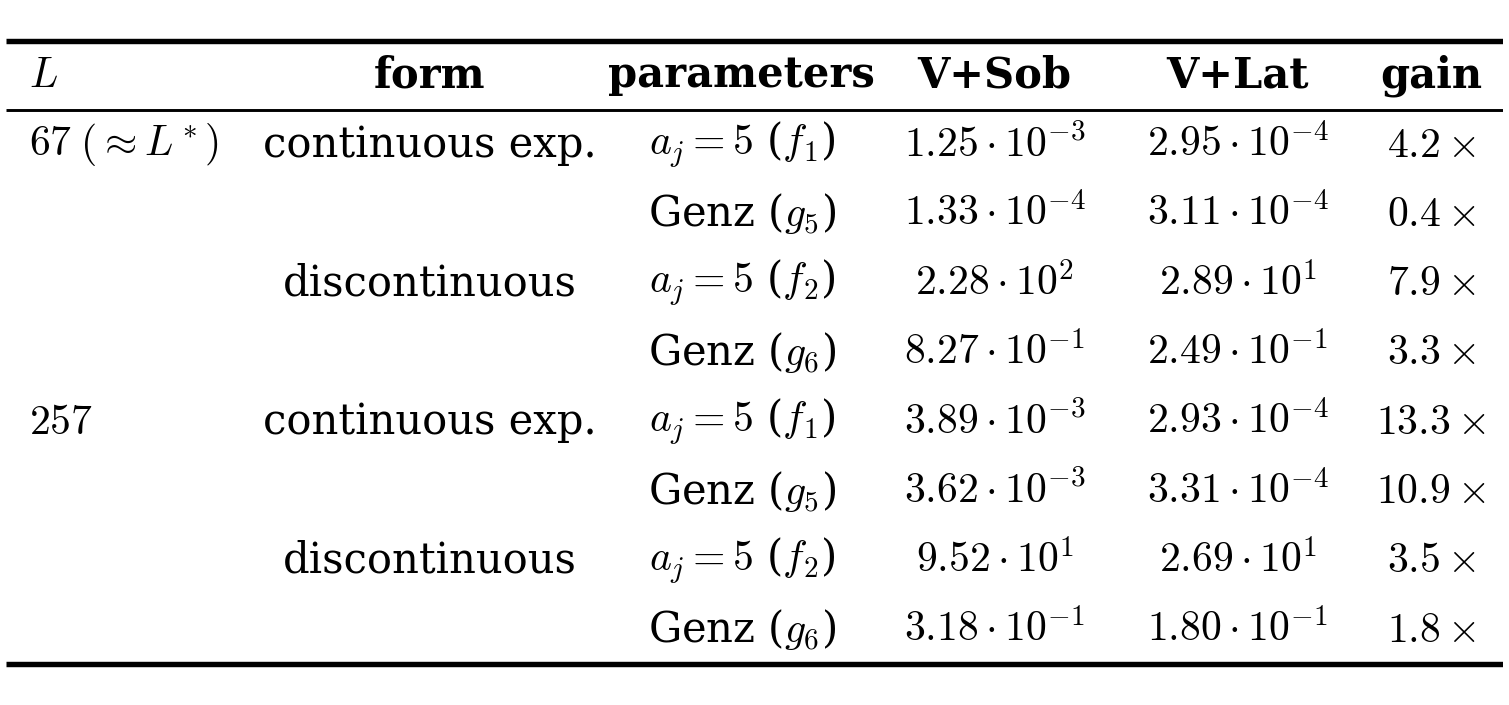 L form parameters V+Sob V+Lat gain
67 (≈ L*) continuous exp. a_j = 5 (f_1) 1.25 · 10^{-3} 2.95 · 10^{-4} 4.2 ×
Genz (g_5) 1.33 · 10^{-4} 3.11 · 10^{-4} 0.4 ×
discontinuous a_j = 5 (f_2) 2.28 · 10^2 2.89 · 10^1 7.9 ×
Genz (g_6) 8.27 · 10^{-1} 2.49 · 10^{-1} 3.3 ×
257 continuous exp. a_j = 5 (f_1) 3.89 · 10^{-3} 2.93 · 10^{-4} 13.3 ×
Genz (g_5) 3.62 · 10^{-3} 3.31 · 10^{-4} 10.9 ×
discontinuous a_j = 5 (f_2) 9.52 · 10^1 2.69 · 10^1 3.5 ×
Genz (g_6) 3.18 · 10^{-1} 1.80 · 10^{-1} 1.8 ×